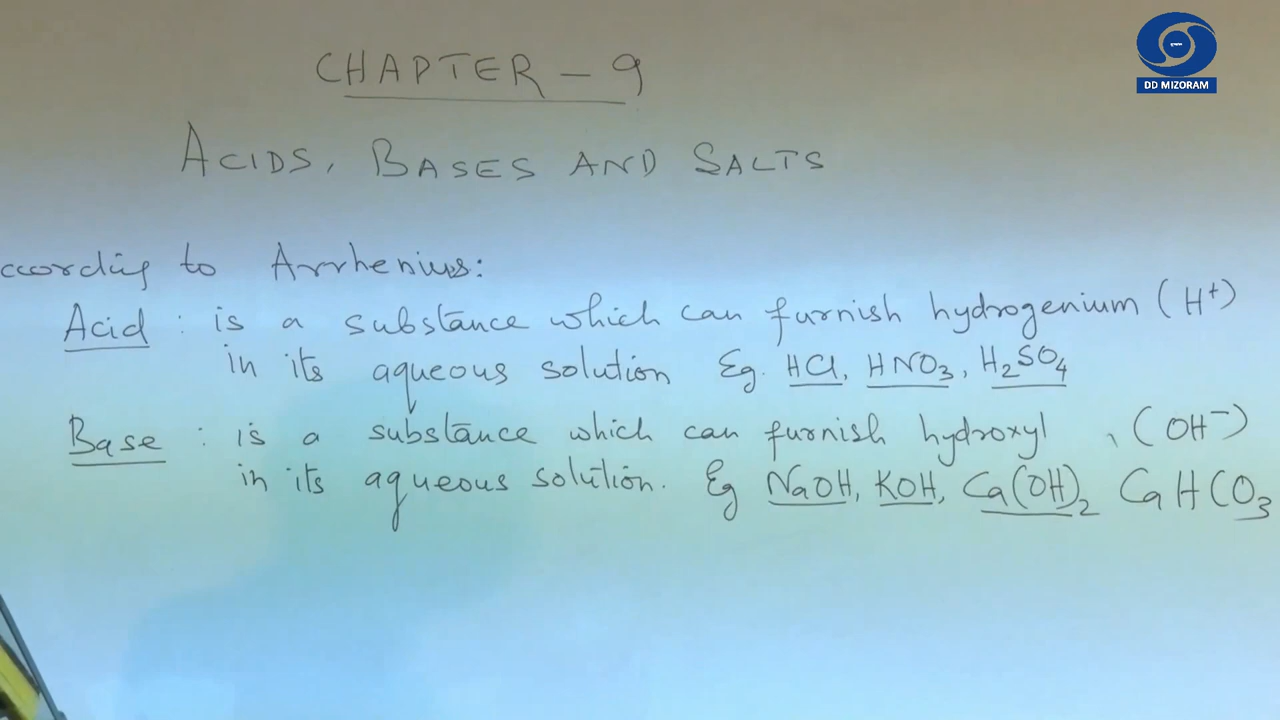 DD MIZORAM
CHAPTER - 9
ACIDS, BASES AND SALTS
ccording to Arrhenius:
Acid : is a substance which can furnish hydrogenium (H⁺)
in its aqueous solution Eg. HCl, HNO₃, H₂SO₄
Base : is a substance which can furnish hydroxyl , (OH⁻)
in its aqueous solution. Eg NaOH, KOH, Ca(OH)₂ CaHCO₃